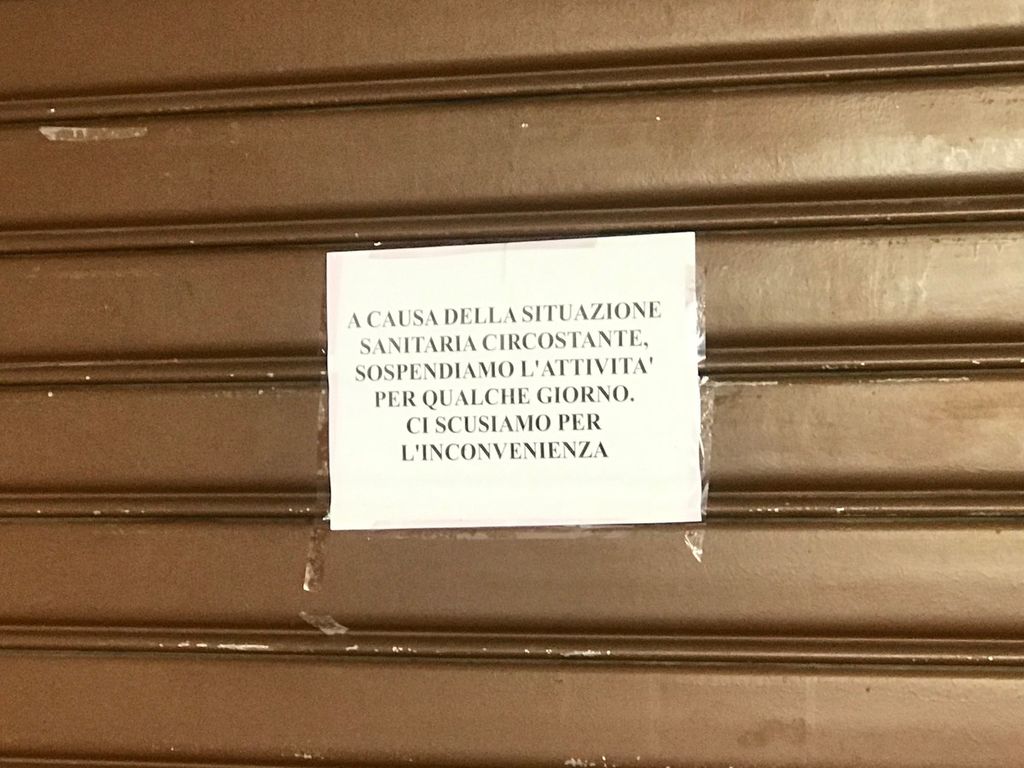 A CAUSA DELLA SITUAZIONE
SANITARIA CIRCOSTANTE,
SOSPENDIAMO L'ATTIVITA'
PER QUALCHE GIORNO.
CI SCUSIAMO PER
L'INCONVENIENZA